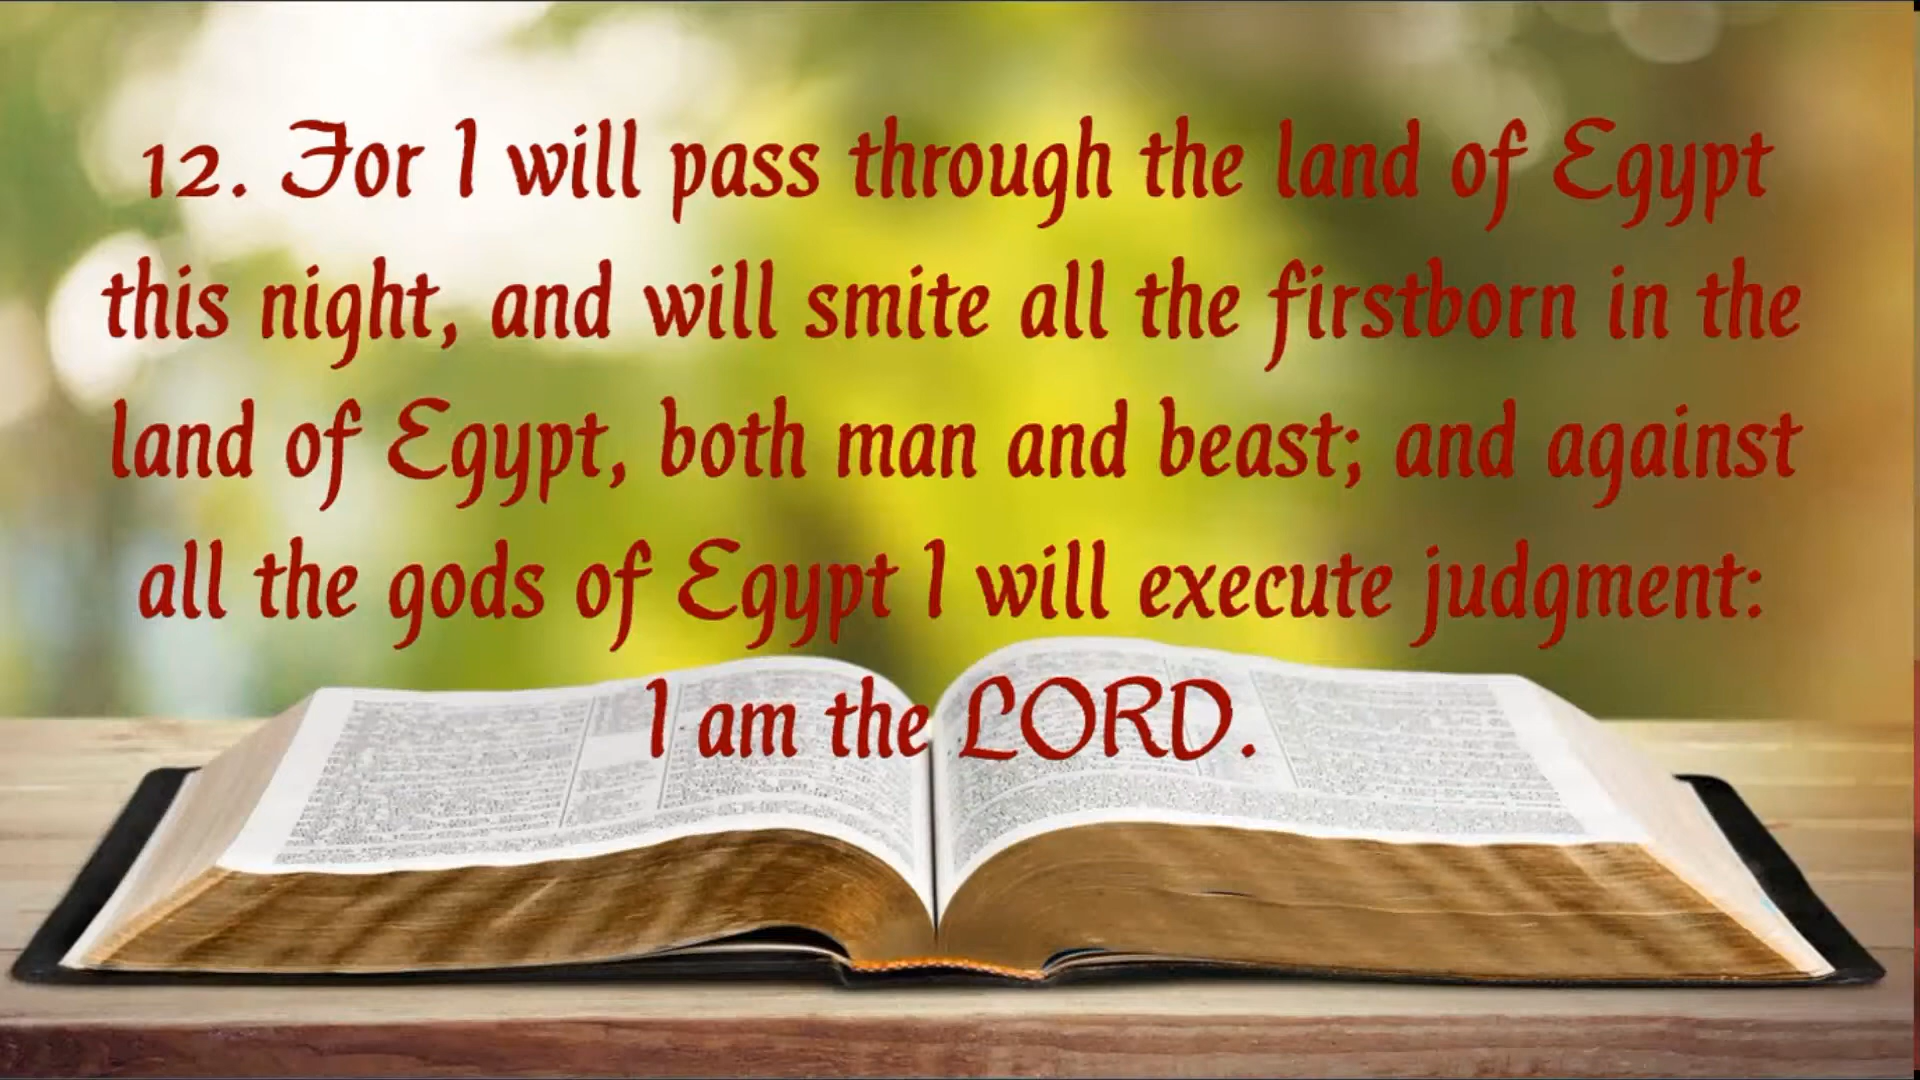 12. For I will pass through the land of Egypt
this night, and will smite all the firstborn in the
land of Egypt, both man and beast; and against
all the gods of Egypt I will execute judgment:
I am the LORD.